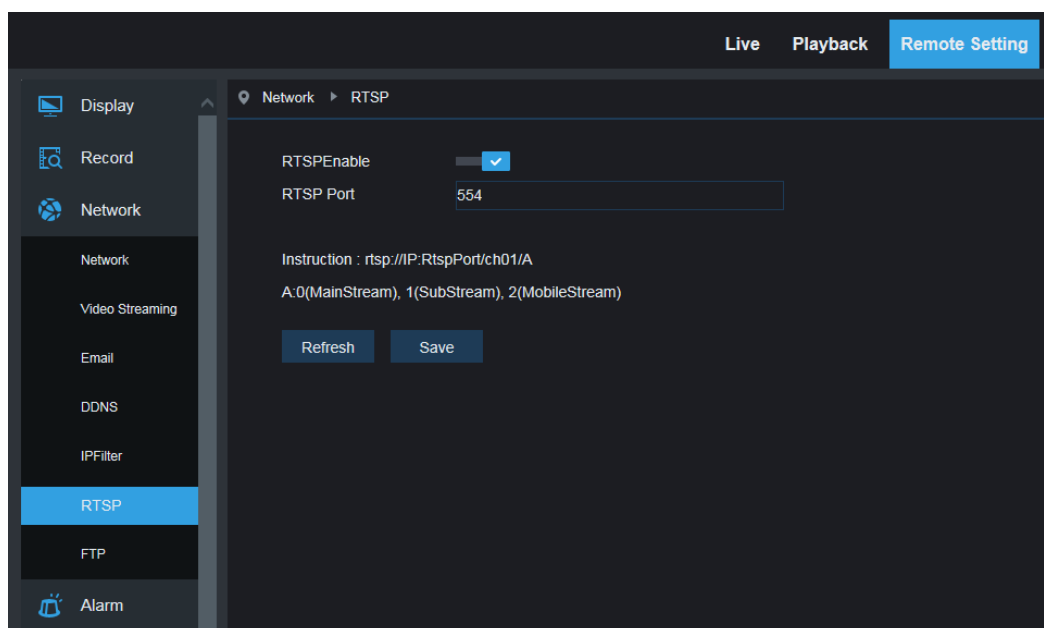 Live Playback Remote Setting
Display
Record
Network
Network
Video Streaming
Email
DDNS
IPFilter
RTSP
FTP
Alarm
Network RTSP
RTSPEnable
RTSP Port 554
Instruction : rtsp://IP:RtspPort/ch01/A
A:0(MainStream), 1(SubStream), 2(MobileStream)
Refresh Save